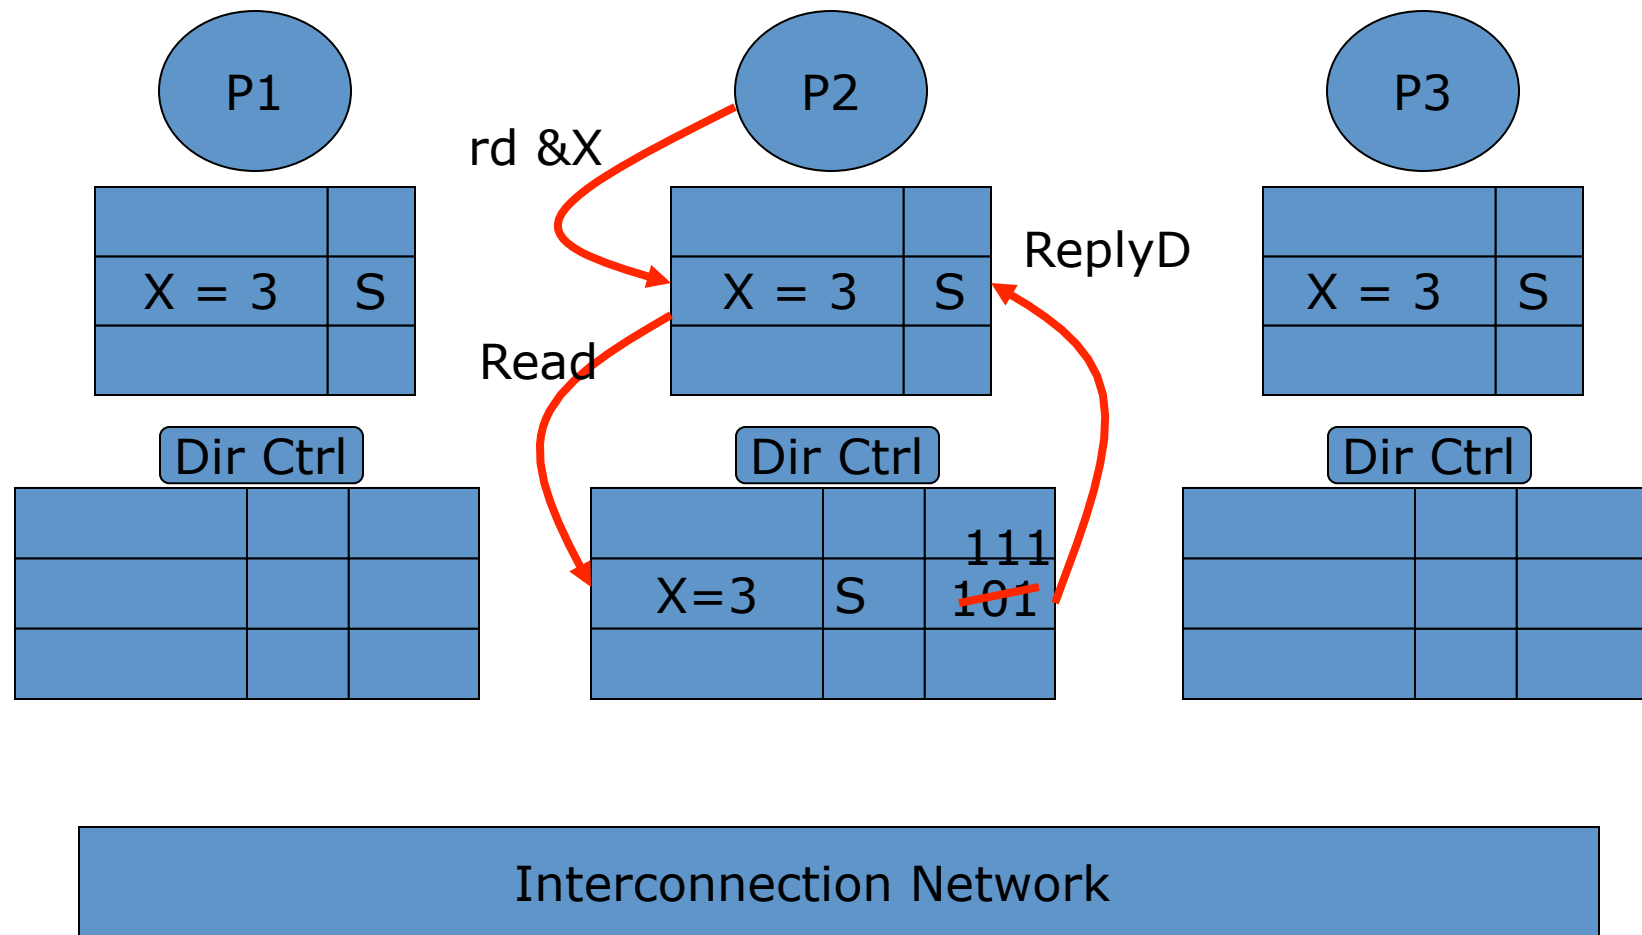 P1
P2
P3
rd &X
ReplyD
X = 3 S
X = 3 S
X = 3 S
Read
Dir Ctrl
Dir Ctrl
Dir Ctrl
111
X=3 S 101
Interconnection Network